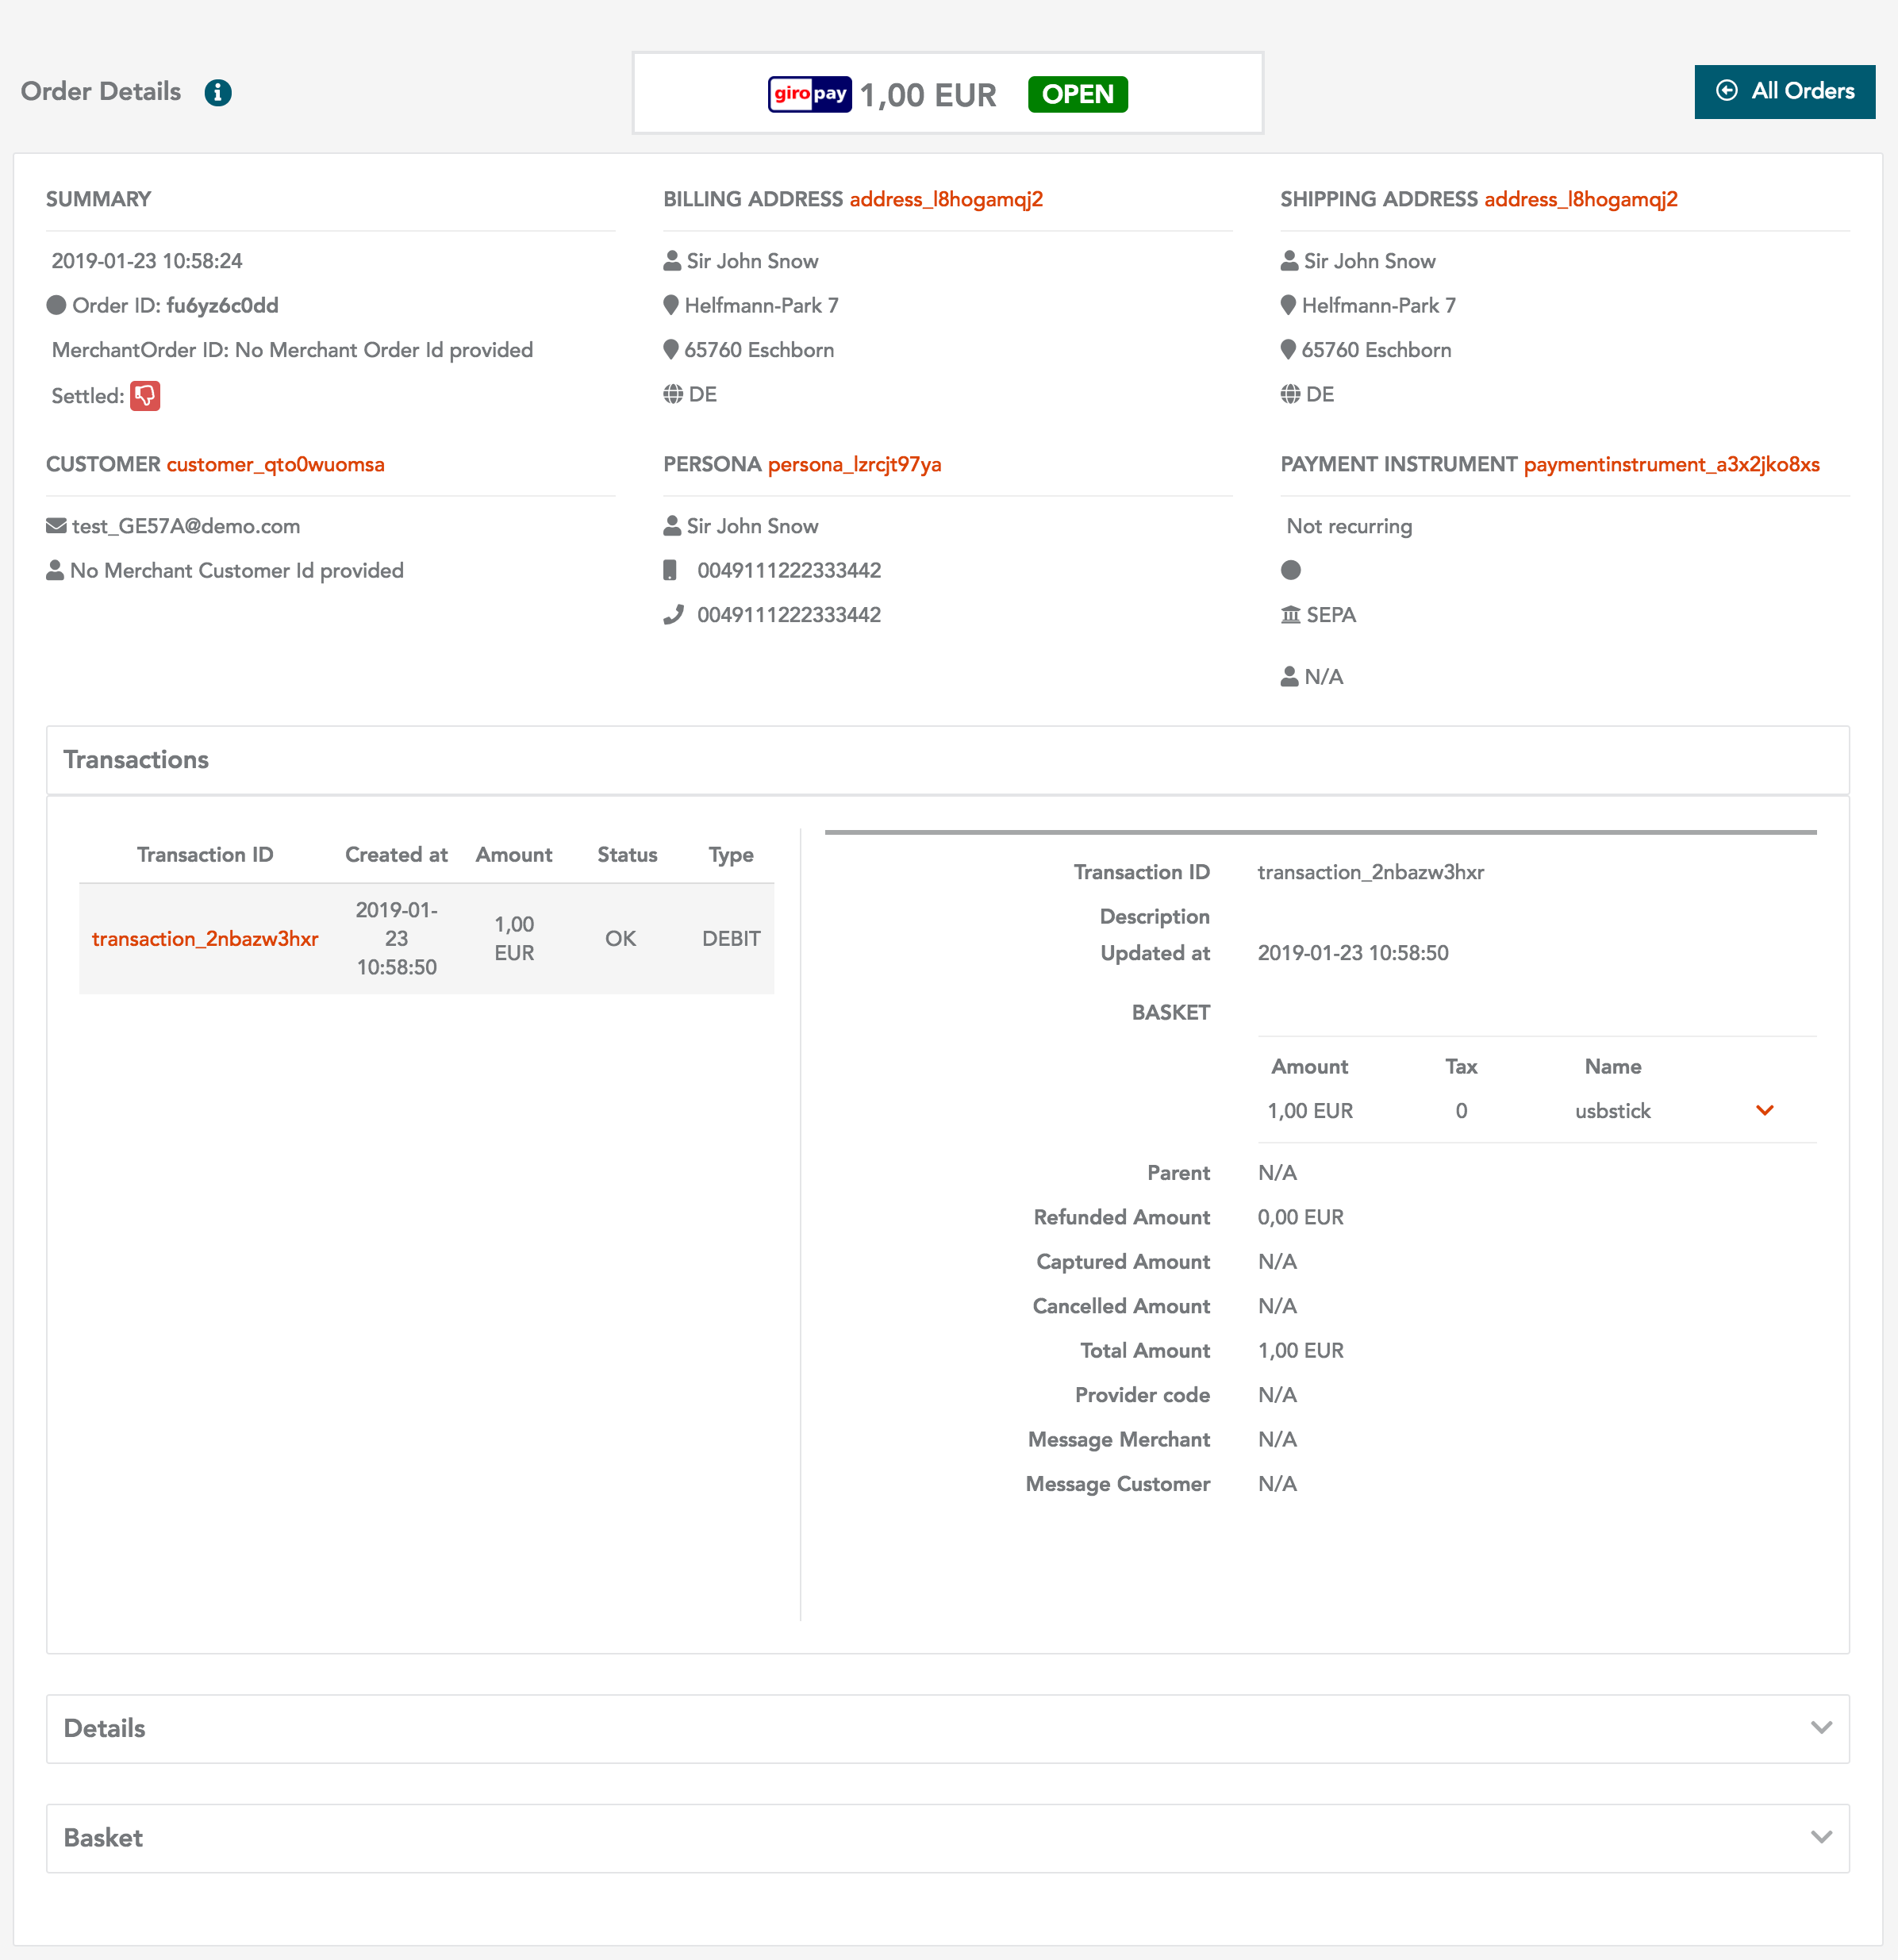 Order Details
giropay 1,00 EUR OPEN
All Orders
SUMMARY
2019-01-23 10:58:24
Order ID: fu6yz6c0dd
MerchantOrder ID: No Merchant Order Id provided
Settled:
BILLING ADDRESS address_l8hogamqj2
Sir John Snow
Helfmann-Park 7
65760 Eschborn
DE
SHIPPING ADDRESS address_l8hogamqj2
Sir John Snow
Helfmann-Park 7
65760 Eschborn
DE
CUSTOMER customer_qto0wuomsa
test_GE57A@demo.com
No Merchant Customer Id provided
PERSONA persona_lzrcjt97ya
Sir John Snow
0049111222333442
0049111222333442
PAYMENT INSTRUMENT paymentinstrument_a3x2jko8xs
Not recurring
SEPA
N/A
Transactions
Transaction ID Created at Amount Status Type
transaction_2nbazw3hxr 2019-01-
23
10:58:50 1,00
EUR OK DEBIT
Transaction ID transaction_2nbazw3hxr
Description
Updated at 2019-01-23 10:58:50
BASKET
Amount Tax Name
1,00 EUR 0 usbstick
Parent N/A
Refunded Amount 0,00 EUR
Captured Amount N/A
Cancelled Amount N/A
Total Amount 1,00 EUR
Provider code N/A
Message Merchant N/A
Message Customer N/A
Details
Basket